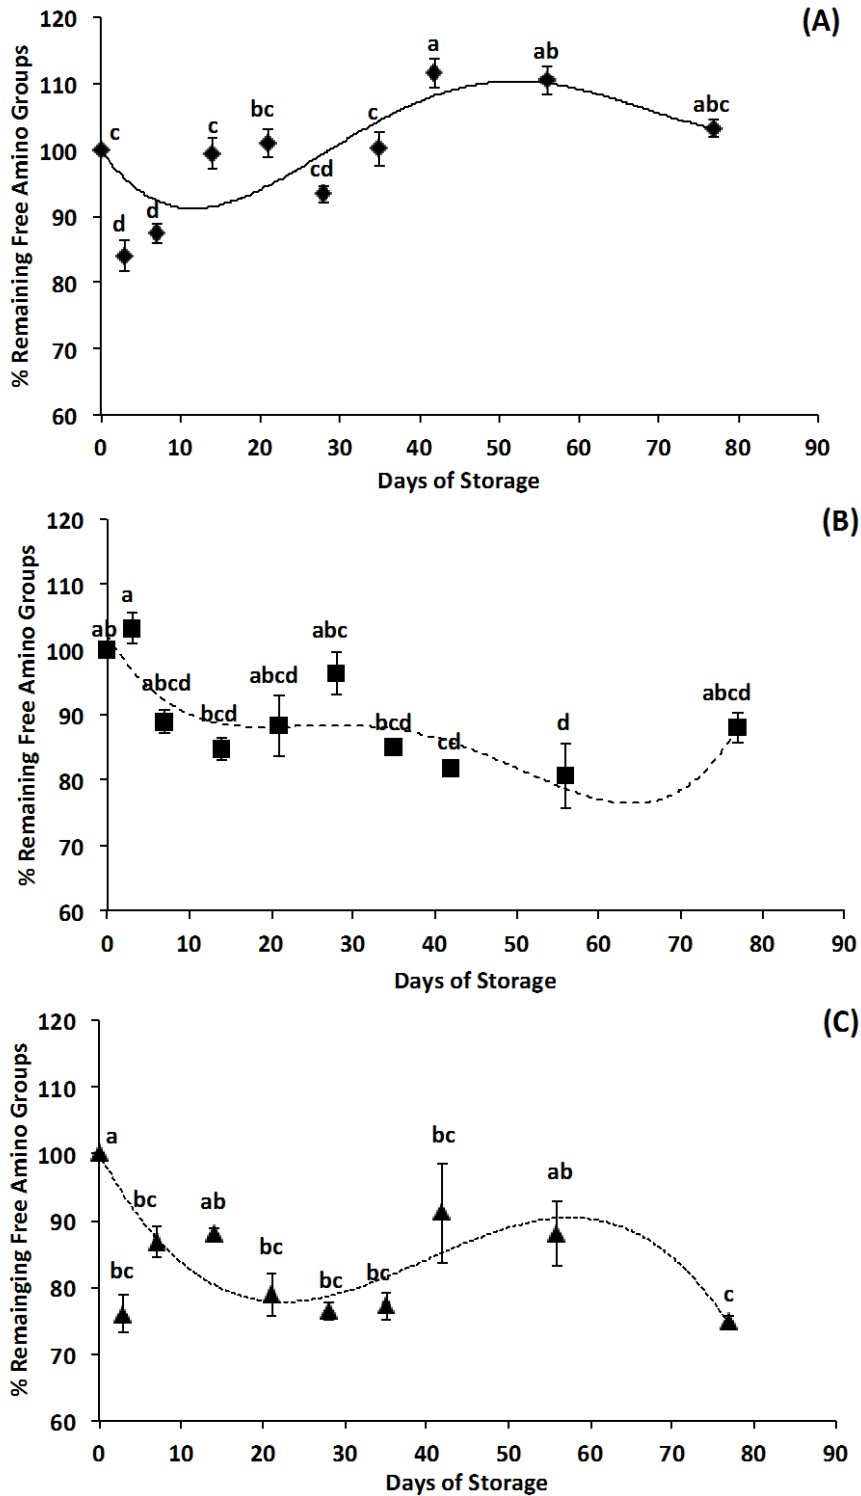 (A)
% Remaining Free Amino Groups
120
110
100
90
80
70
60
c
d
d
c
bc
cd
c
a
ab
abc
0 10 20 30 40 50 60 70 80 90
Days of Storage
(B)
% Remaining Free Amino Groups
120
110
100
90
80
70
60
ab
a
abcd
bcd
abcd
abc
bcd
cd
d
abcd
0 10 20 30 40 50 60 70 80 90
Days of Storage
(C)
% Remainging Free Amino Groups
120
110
100
90
80
70
60
a
bc
bc
ab
bc
bc
bc
bc
ab
c
0 10 20 30 40 50 60 70 80 90
Days of Storage